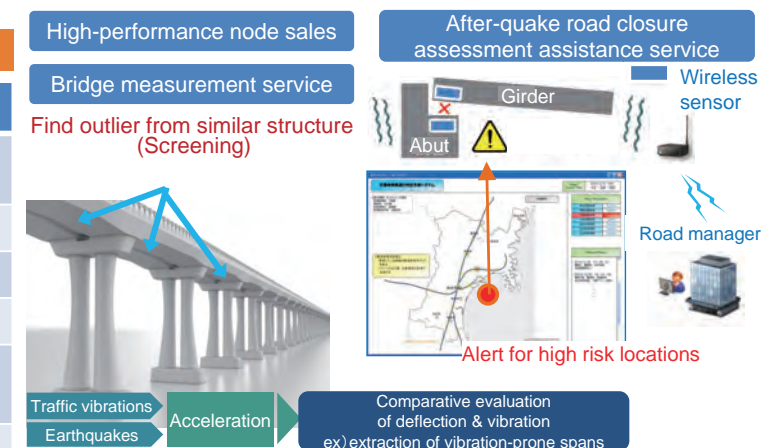 High-performance node sales
Bridge measurement service
Find outlier from similar structure
(Screening)
Traffic vibrations
Earthquakes
Acceleration
Comparative evaluation
of deflection & vibration
ex）extraction of vibration-prone spans
After-quake road closure
assessment assistance service
Girder
Abut
Wireless
sensor
Road manager
Alert for high risk locations